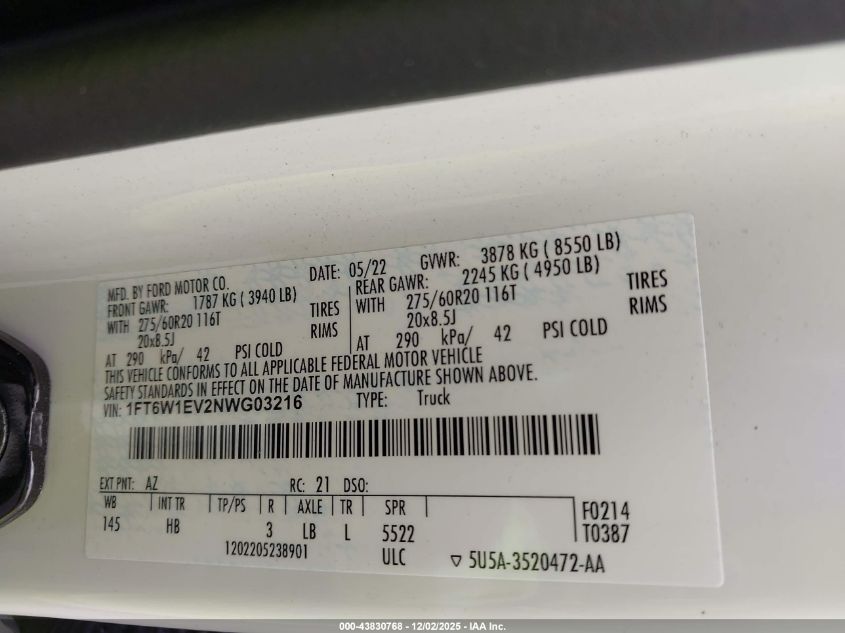 MFD. BY FORD MOTOR CO. DATE: 05/22 GVWR: 3878 KG ( 8550 LB)
FRONT GAWR: 1787 KG ( 3940 LB) REAR GAWR: 2245 KG ( 4950 LB)
WITH 275/60R20 116T TIRES WITH 275/60R20 116T TIRES
20x8.5J RIMS 20x8.5J RIMS
AT 290 kPa/ 42 PSI COLD AT 290 kPa/ 42 PSI COLD
THIS VEHICLE CONFORMS TO ALL APPLICABLE FEDERAL MOTOR VEHICLE
SAFETY STANDARDS IN EFFECT ON THE DATE OF MANUFACTURE SHOWN ABOVE.
VIN: 1FT6W1EV2NWG03216 TYPE: Truck
EXT PNT: AZ RC: 21 DSO:
WB INT TR TP/PS R AXLE TR SPR F0214
145 HB 3 LB L 5522 T0387
1202205238901 ULC ▽ 5U5A-3520472-AA
000-43830768 - 12/02/2025 - IAA Inc.